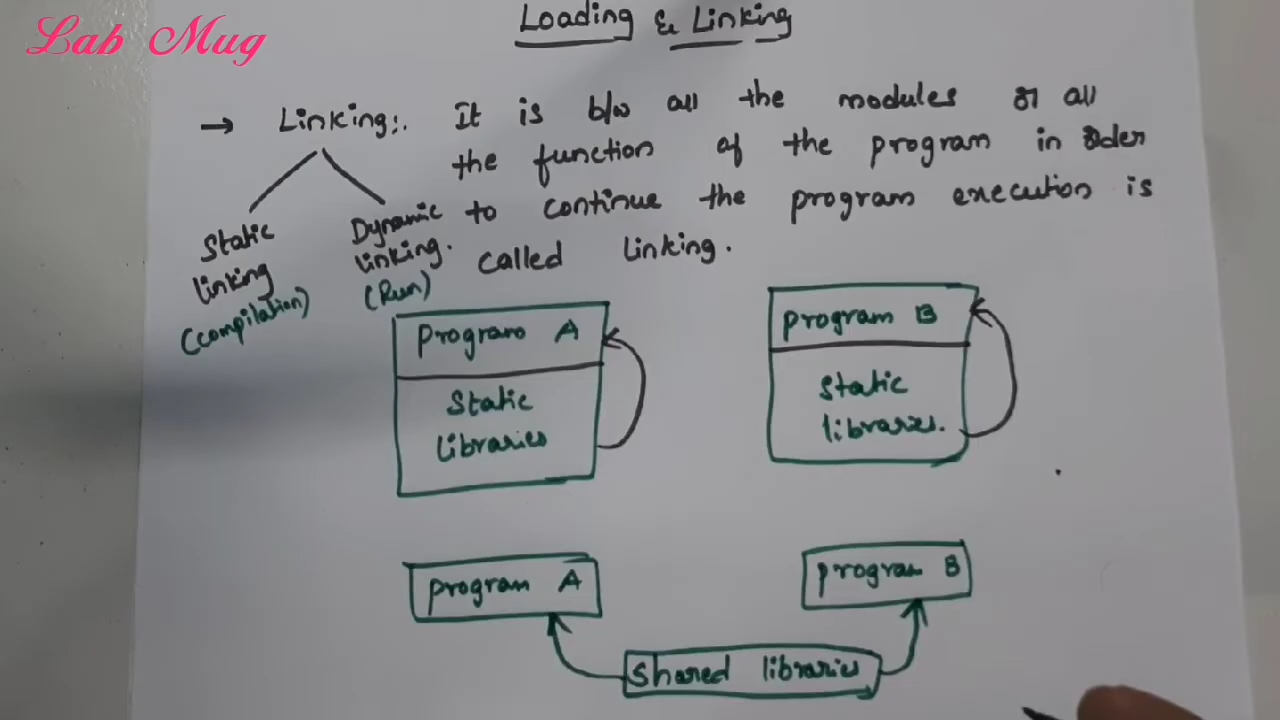 Lab Mug
Loading & Linking
→ Linking:. It is b/w all the modules or all
the function of the program in order
to continue the program execution is
called linking.
Static
linking
(compilation)
Dynamic
linking.
(Run)
Program A
Static
libraries
program B
Static
libraries.
program A
program B
Shared libraries